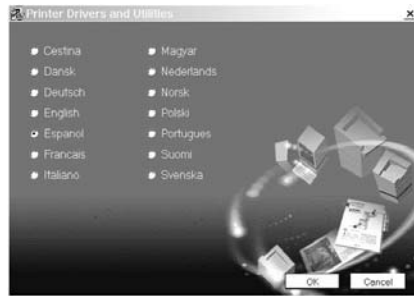 Printer Drivers and Utilities
Cestina
Dansk
Deutsch
English
Espanol
Francais
Italiano
Magyar
Nederlands
Norsk
Polski
Portugues
Suomi
Svenska
OK
Cancel